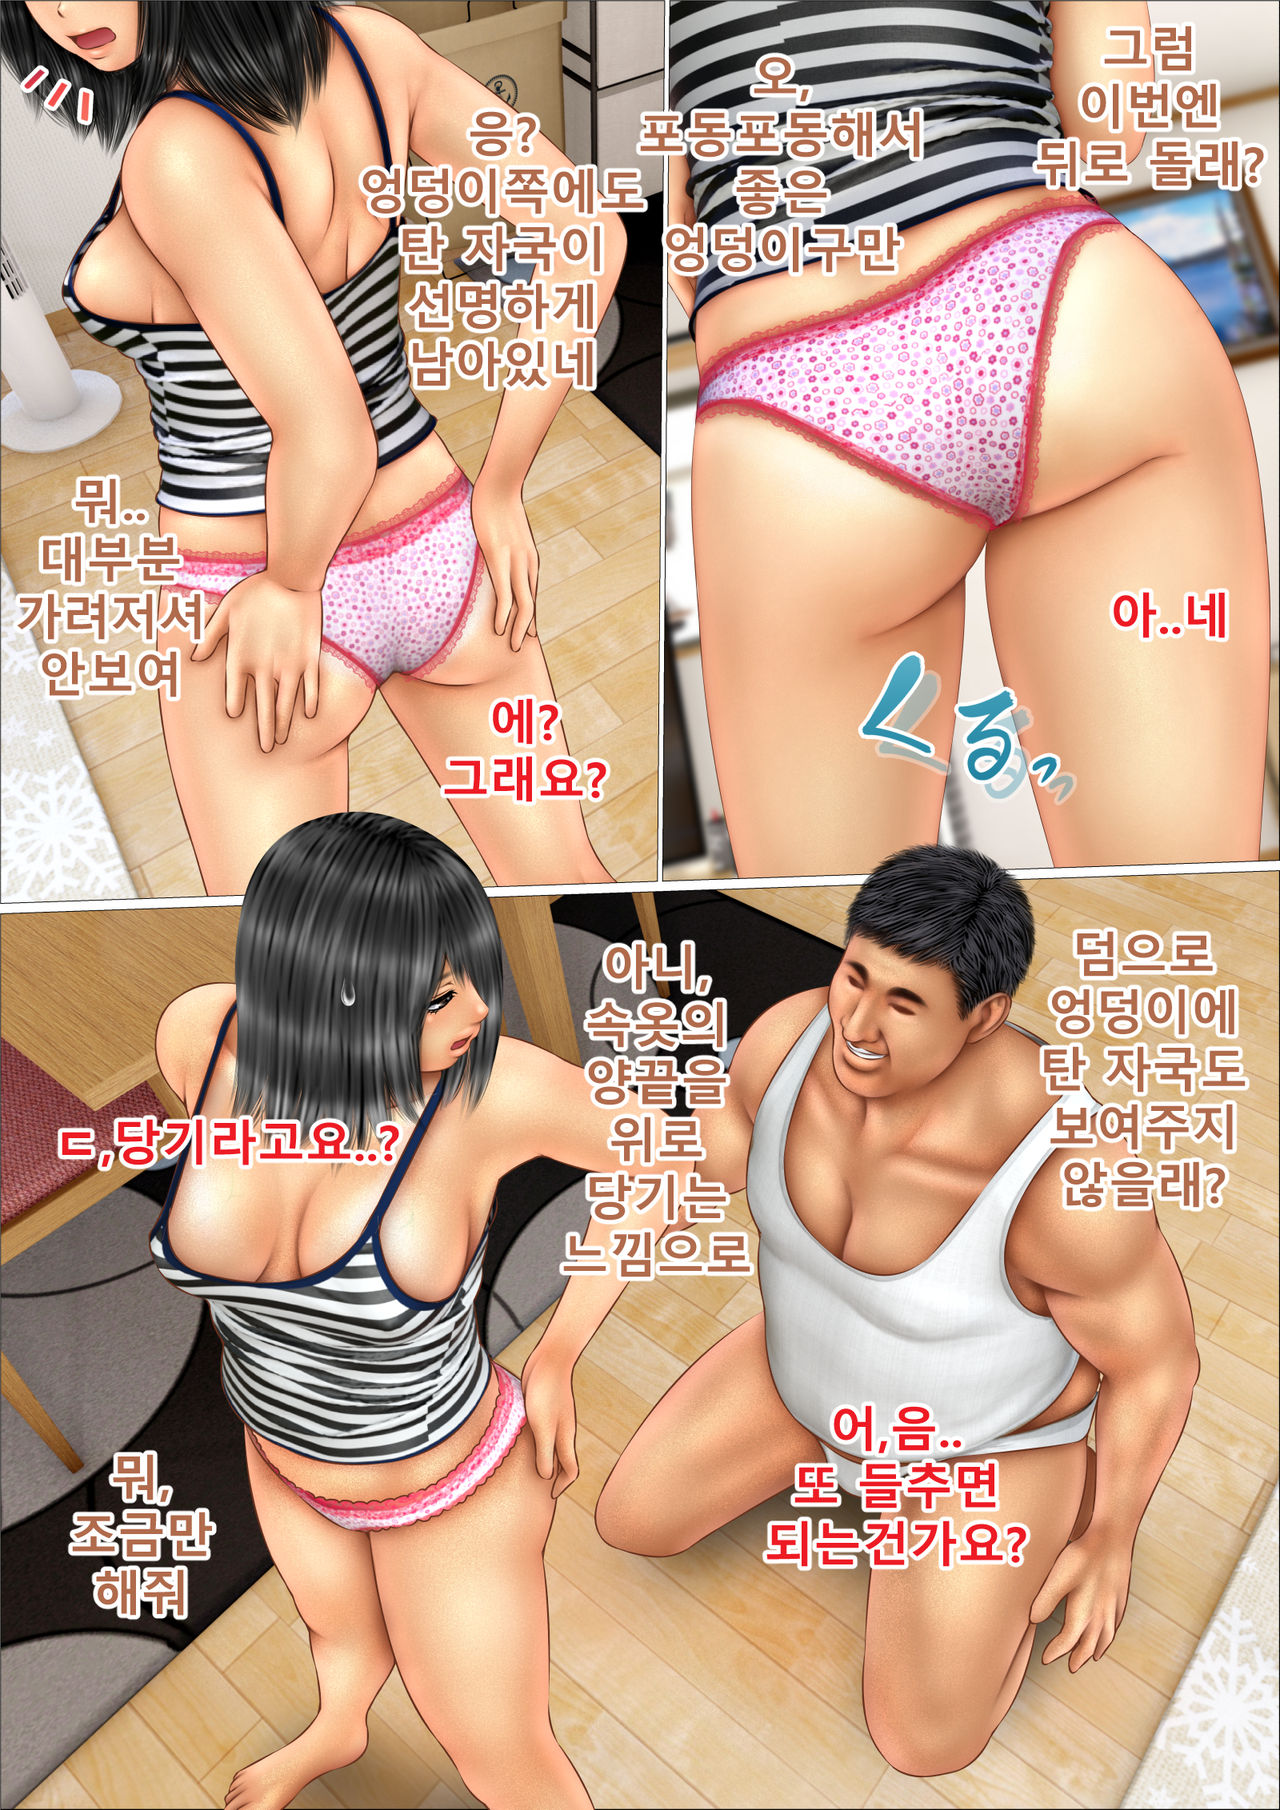 그럼
이번엔
뒤로 돌래?
오,
포동포동해서
좋은
엉덩이구만
아..네
くるっ
응?
엉덩이쪽에도
탄 자국이
선명하게
남아있네
뭐..
대부분
가려저셔
안보여
에?
그래요?
덤으로
엉덩이에
탄 자국도
보여주지
않을래?
어,음..
또 들추면
되는건가요?
아니,
속옷의
양끝을
위로
당기는
느낌으로
ㄷ,당기라고요..?
뭐,
조금만
해줘